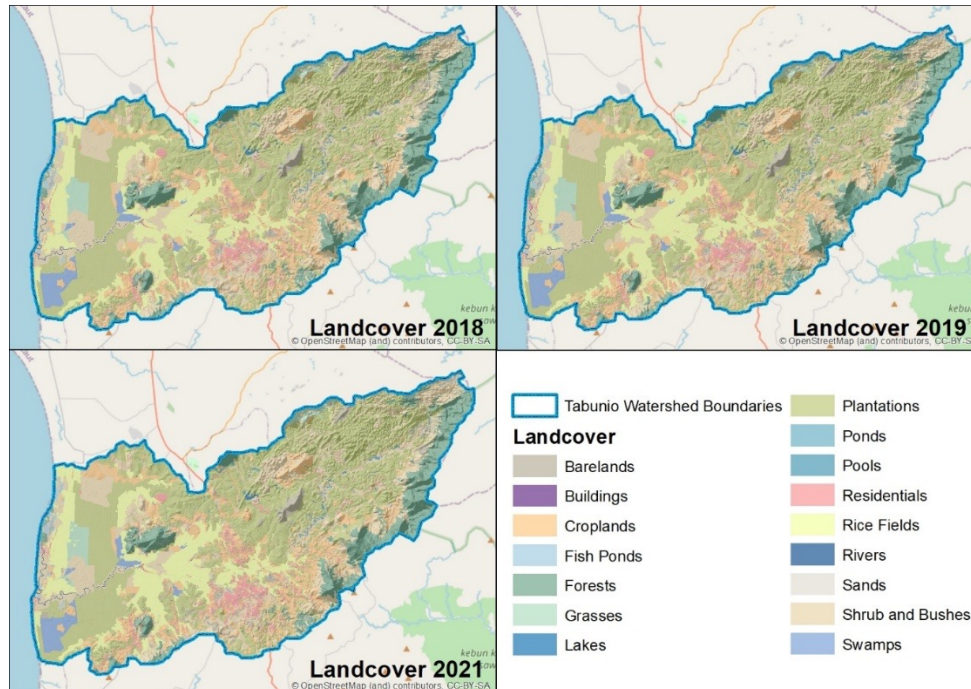 Landcover 2018
© OpenStreetMap (and) contributors, CC-BY-SA
kebun k
Landcover 2019
© OpenStreetMap (and) contributors, CC-BY-SA
kebun k
Landcover 2021
© OpenStreetMap (and) contributors, CC-BY-SA
Tabunio Watershed Boundaries
Landcover
Barelands
Buildings
Croplands
Fish Ponds
Forests
Grasses
Lakes
Plantations
Ponds
Pools
Residentials
Rice Fields
Rivers
Sands
Shrub and Bushes
Swamps